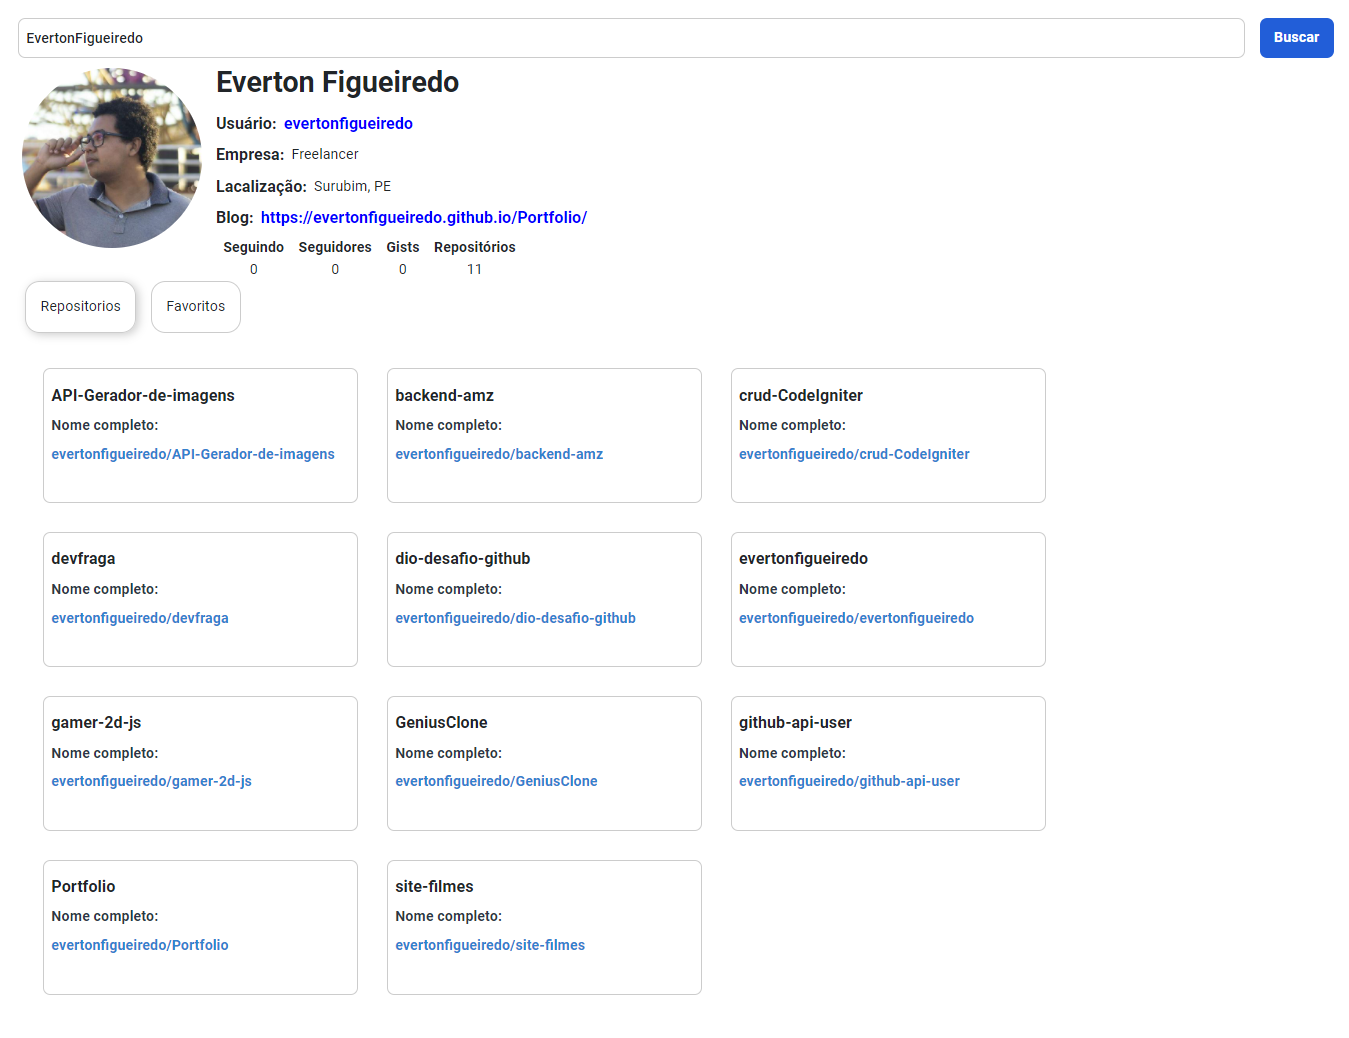 EvertonFigueiredo
Buscar
Everton Figueiredo
Usuário: evertonfigueiredo
Empresa: Freelancer
Lacalização: Surubim, PE
Blog: https://evertonfigueiredo.github.io/Portfolio/
Seguindo Seguidores Gists Repositórios
0 0 0 11
Repositorios Favoritos
API-Gerador-de-imagens
Nome completo:
evertonfigueiredo/API-Gerador-de-imagens
backend-amz
Nome completo:
evertonfigueiredo/backend-amz
crud-CodeIgniter
Nome completo:
evertonfigueiredo/crud-CodeIgniter
devfraga
Nome completo:
evertonfigueiredo/devfraga
dio-desafio-github
Nome completo:
evertonfigueiredo/dio-desafio-github
evertonfigueiredo
Nome completo:
evertonfigueiredo/evertonfigueiredo
gamer-2d-js
Nome completo:
evertonfigueiredo/gamer-2d-js
GeniusClone
Nome completo:
evertonfigueiredo/GeniusClone
github-api-user
Nome completo:
evertonfigueiredo/github-api-user
Portfolio
Nome completo:
evertonfigueiredo/Portfolio
site-filmes
Nome completo:
evertonfigueiredo/site-filmes